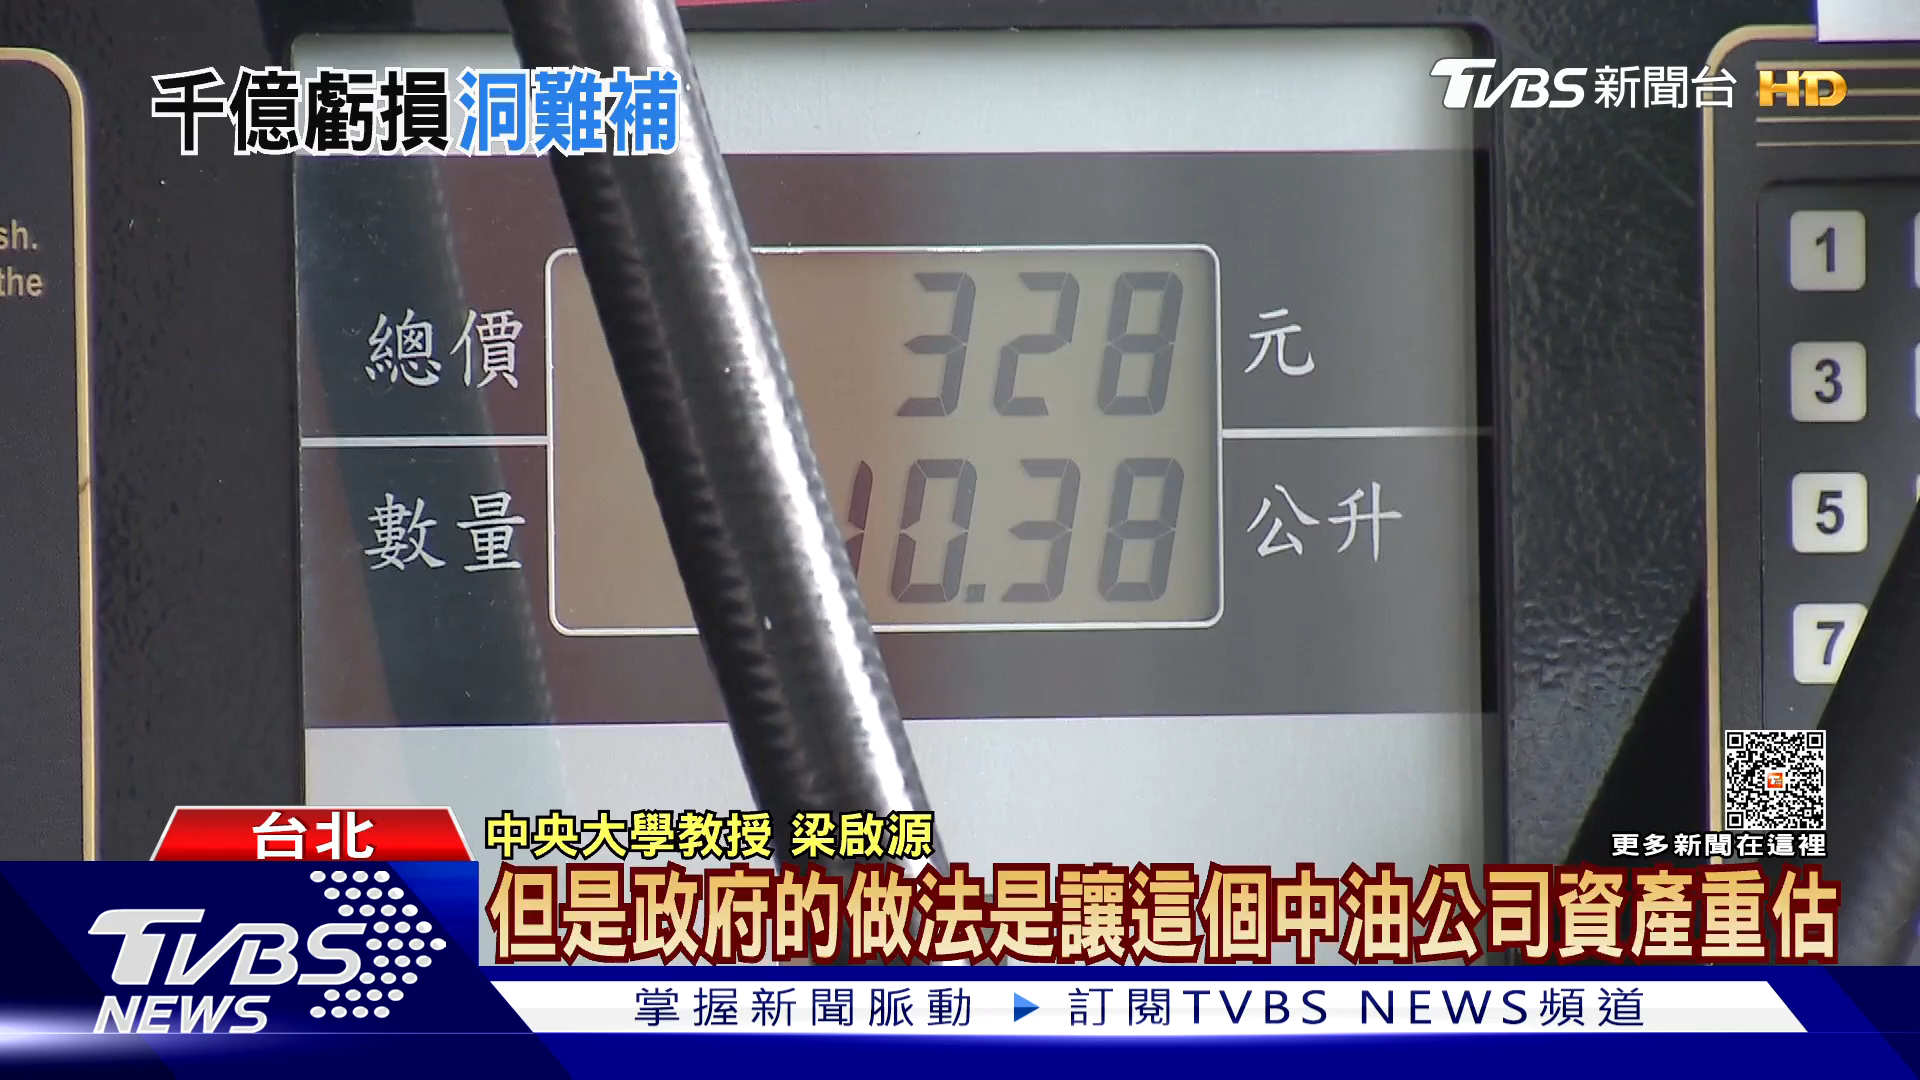 千億虧損 洞難補
TVBS新聞台 HD
sh.
the
總價 328 元
數量 10.38 公升
1
3
5
7
更多新聞在這裡
台北
中央大學教授 梁啟源
但是政府的做法是讓這個中油公司資產重估
TVBS
NEWS
掌握新聞脈動 ▶ 訂閱TVBS NEWS頻道